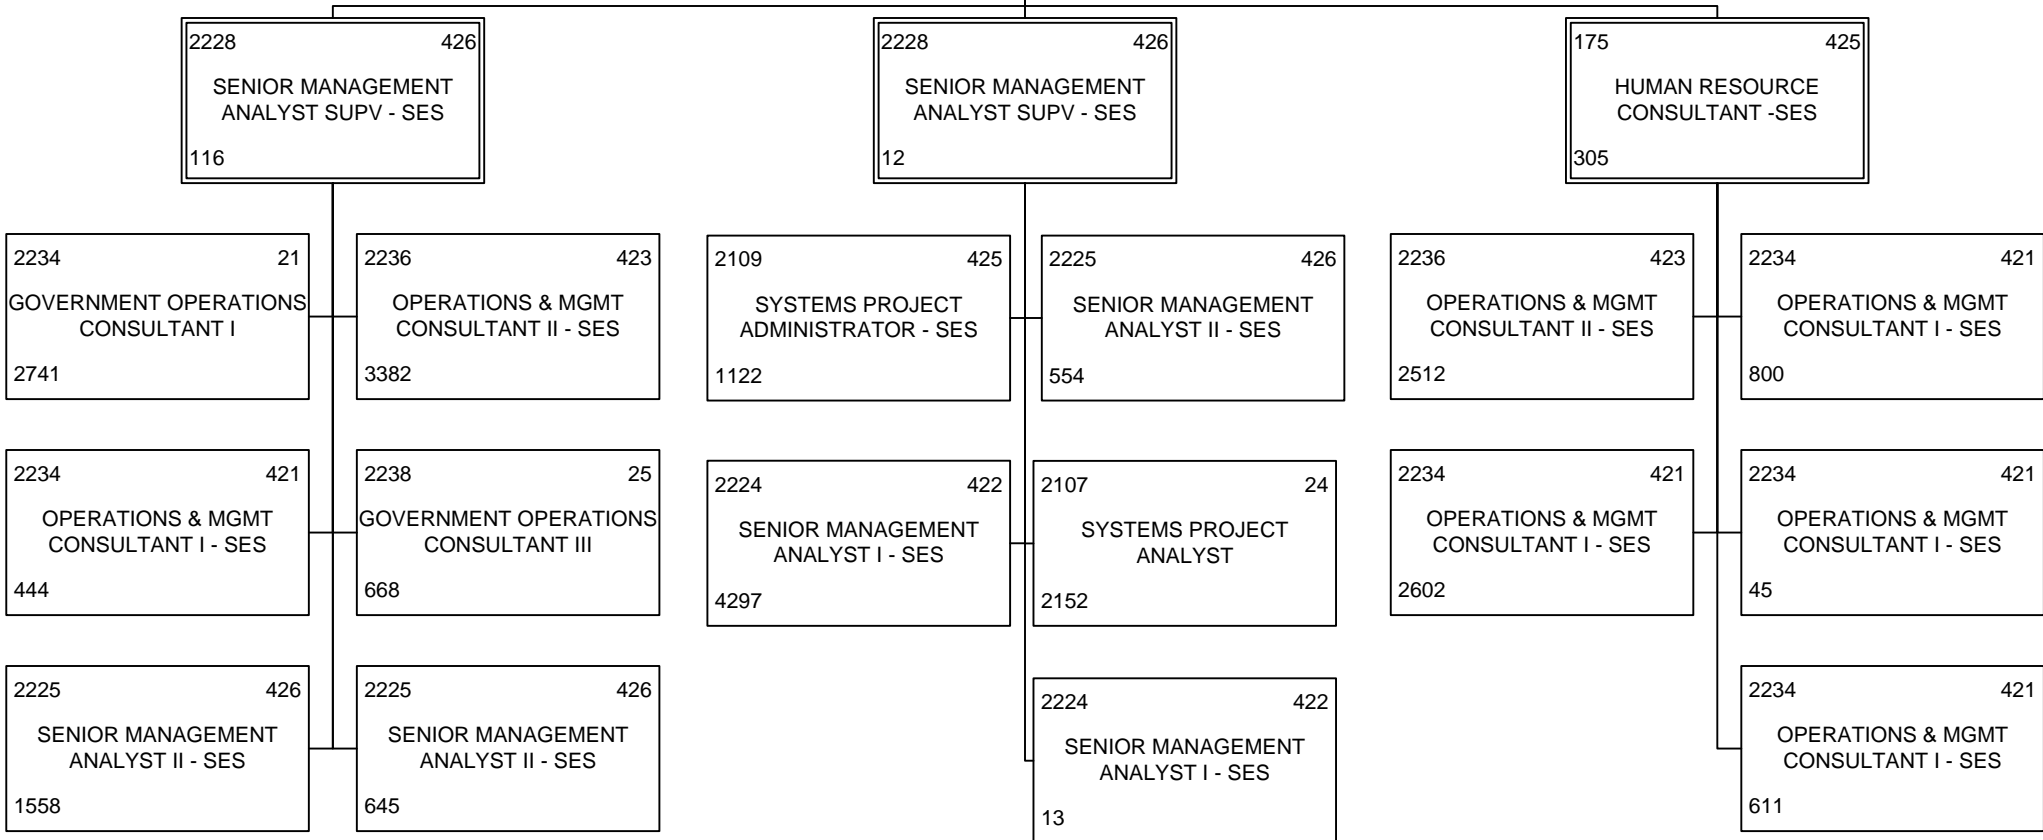 2228 426
SENIOR MANAGEMENT
ANALYST SUPV - SES
116
2228 426
SENIOR MANAGEMENT
ANALYST SUPV - SES
12
175 425
HUMAN RESOURCE
CONSULTANT -SES
305
2234 21
GOVERNMENT OPERATIONS
CONSULTANT I
2741
2236 423
OPERATIONS & MGMT
CONSULTANT II - SES
3382
2109 425
SYSTEMS PROJECT
ADMINISTRATOR - SES
1122
2225 426
SENIOR MANAGEMENT
ANALYST II - SES
554
2236 423
OPERATIONS & MGMT
CONSULTANT II - SES
2512
2234 421
OPERATIONS & MGMT
CONSULTANT I - SES
800
2234 421
OPERATIONS & MGMT
CONSULTANT I - SES
444
2238 25
GOVERNMENT OPERATIONS
CONSULTANT III
668
2224 422
SENIOR MANAGEMENT
ANALYST I - SES
4297
2107 24
SYSTEMS PROJECT
ANALYST
2152
2234 421
OPERATIONS & MGMT
CONSULTANT I - SES
2602
2234 421
OPERATIONS & MGMT
CONSULTANT I - SES
45
2225 426
SENIOR MANAGEMENT
ANALYST II - SES
1558
2225 426
SENIOR MANAGEMENT
ANALYST II - SES
645
2224 422
SENIOR MANAGEMENT
ANALYST I - SES
13
2234 421
OPERATIONS & MGMT
CONSULTANT I - SES
611